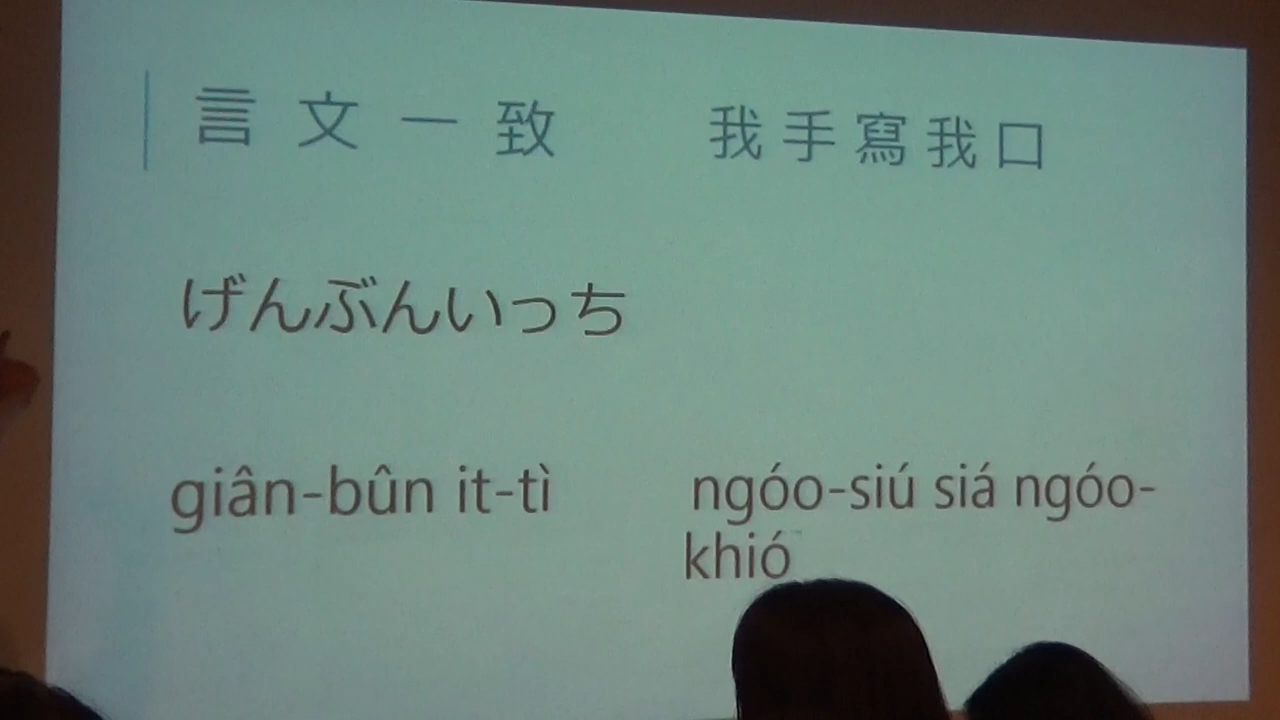 言文一致 我手寫我口
げんぶんいっち
giân-bûn it-tì ngóo-siú siá ngóo-
khió